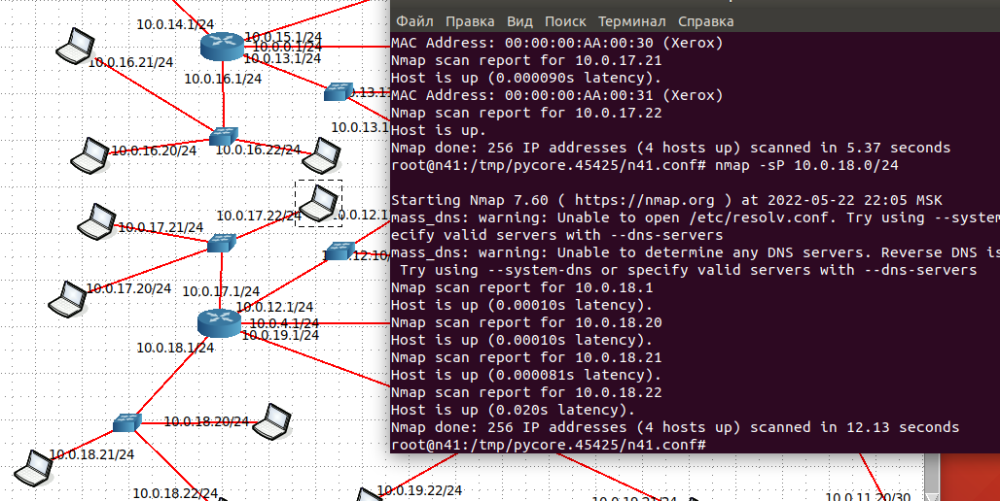 10.0.14.1/24
10.0.15.1/24
10.0.0.1/24
10.0.13.1/24
10.0.16.21/24
10.0.16.1/24
10.0.13.1
10.0.16.20/24
10.0.16.22/24
10.0.17.22/24
0.0.12.1
10.0.17.21/24
10.0.17.20/24
10.0.17.1/24
10.0.12.1/24
10.0.4.1/24
10.0.19.1/24
10.0.18.1/24
10.0.18.20/24
10.0.18.21/24
10.0.18.22/24
10.0.19.22/24
10.0.11.20/30
Файл Правка Вид Поиск Терминал Справка
MAC Address: 00:00:00:AA:00:30 (Xerox)
Nmap scan report for 10.0.17.21
Host is up (0.000090s latency).
MAC Address: 00:00:00:AA:00:31 (Xerox)
Nmap scan report for 10.0.17.22
Host is up.
Nmap done: 256 IP addresses (4 hosts up) scanned in 5.37 seconds
root@n41:/tmp/pycore.45425/n41.conf# nmap -sP 10.0.18.0/24
Starting Nmap 7.60 ( https://nmap.org ) at 2022-05-22 22:05 MSK
mass_dns: warning: Unable to open /etc/resolv.conf. Try using --system
ecify valid servers with --dns-servers
mass_dns: warning: Unable to determine any DNS servers. Reverse DNS is
Try using --system-dns or specify valid servers with --dns-servers
Nmap scan report for 10.0.18.1
Host is up (0.00010s latency).
Nmap scan report for 10.0.18.20
Host is up (0.00010s latency).
Nmap scan report for 10.0.18.21
Host is up (0.000081s latency).
Nmap scan report for 10.0.18.22
Host is up (0.020s latency).
Nmap done: 256 IP addresses (4 hosts up) scanned in 12.13 seconds
root@n41:/tmp/pycore.45425/n41.conf#